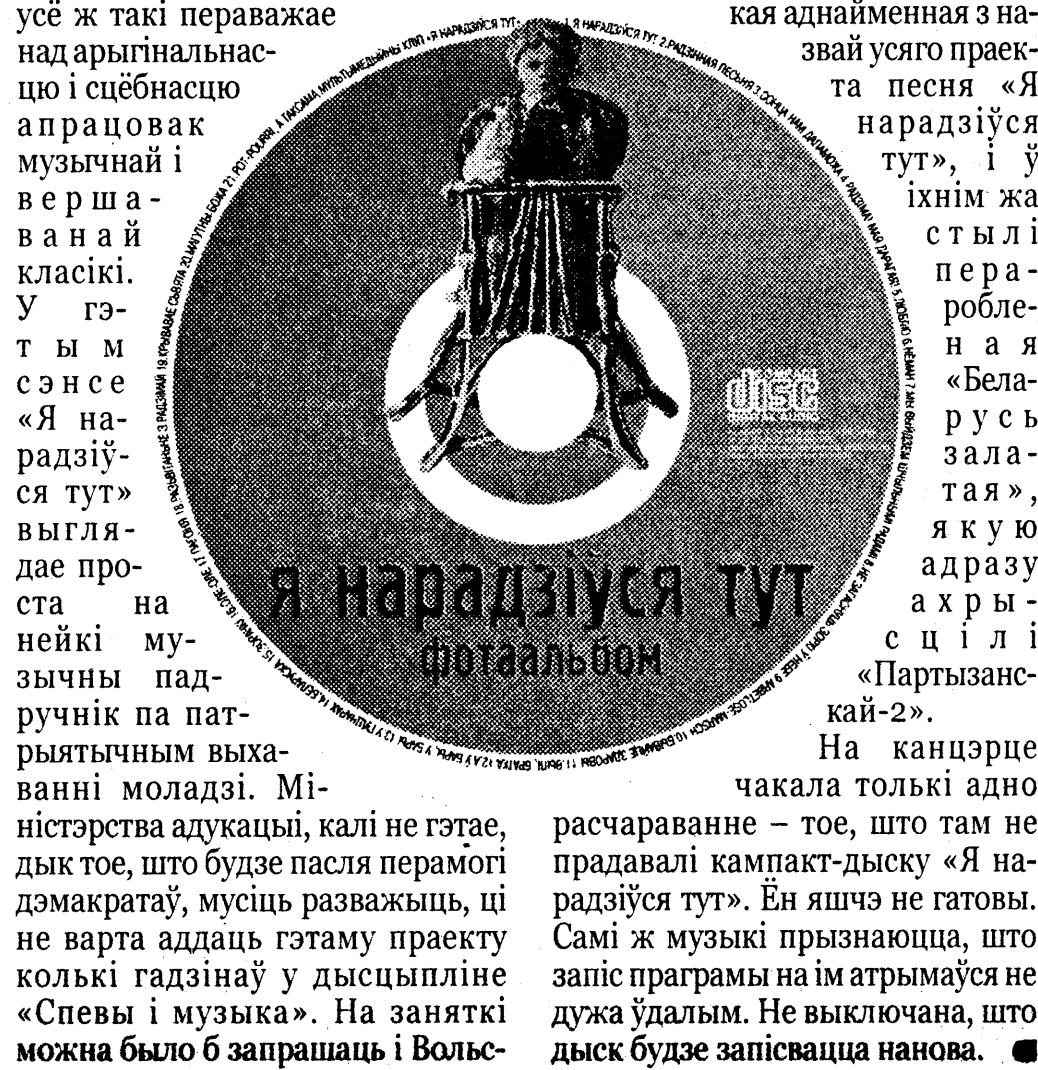 усё ж такі пераважае
над арыгінальнас-
цю і сцёбнасцю
апрацовак
музычнай і
верша-
ванай
класікі.
У гэ-
тым
сэнсе
«Я на-
радзіў-
ся тут»
выгля-
дае про-
ста на
нейкі му-
зычны пад-
ручнік па пат-
рыятычным выха-
ванні моладзі. Мі-
ністэрства адукацыі, калі не гэтае,
дык тое, што будзе пасля перамогі
дэмакратаў, мусіць разважыць, ці
не варта аддаць гэтаму праекту
колькі гадзінаў у дысцыпліне
«Спевы і музыка». На заняткі
можна было б запрашаць і Вольс-
кая аднайменная з на-
звай усяго праек-
та песня «Я
нарадзіўся
тут», і ў
іхнім жа
стылі
пера-
робле-
ная
«Бела-
русь
зала-
тая»,
якую
адразу
ахры-
сцілі
«Партызанс-
кай-2».
На канцэрце
чакала толькі адно
расчараванне – тое, што там не
прадавалі кампакт-дыску «Я на-
радзіўся тут». Ён яшчэ не гатовы.
Самі ж музыкі прызнаюцца, што
запіс праграмы на ім атрымаўся не
дужа ўдалым. Не выключана, што
дыск будзе запісвацца нанова.
я нарадзіўся тут
фотаальбом
disc